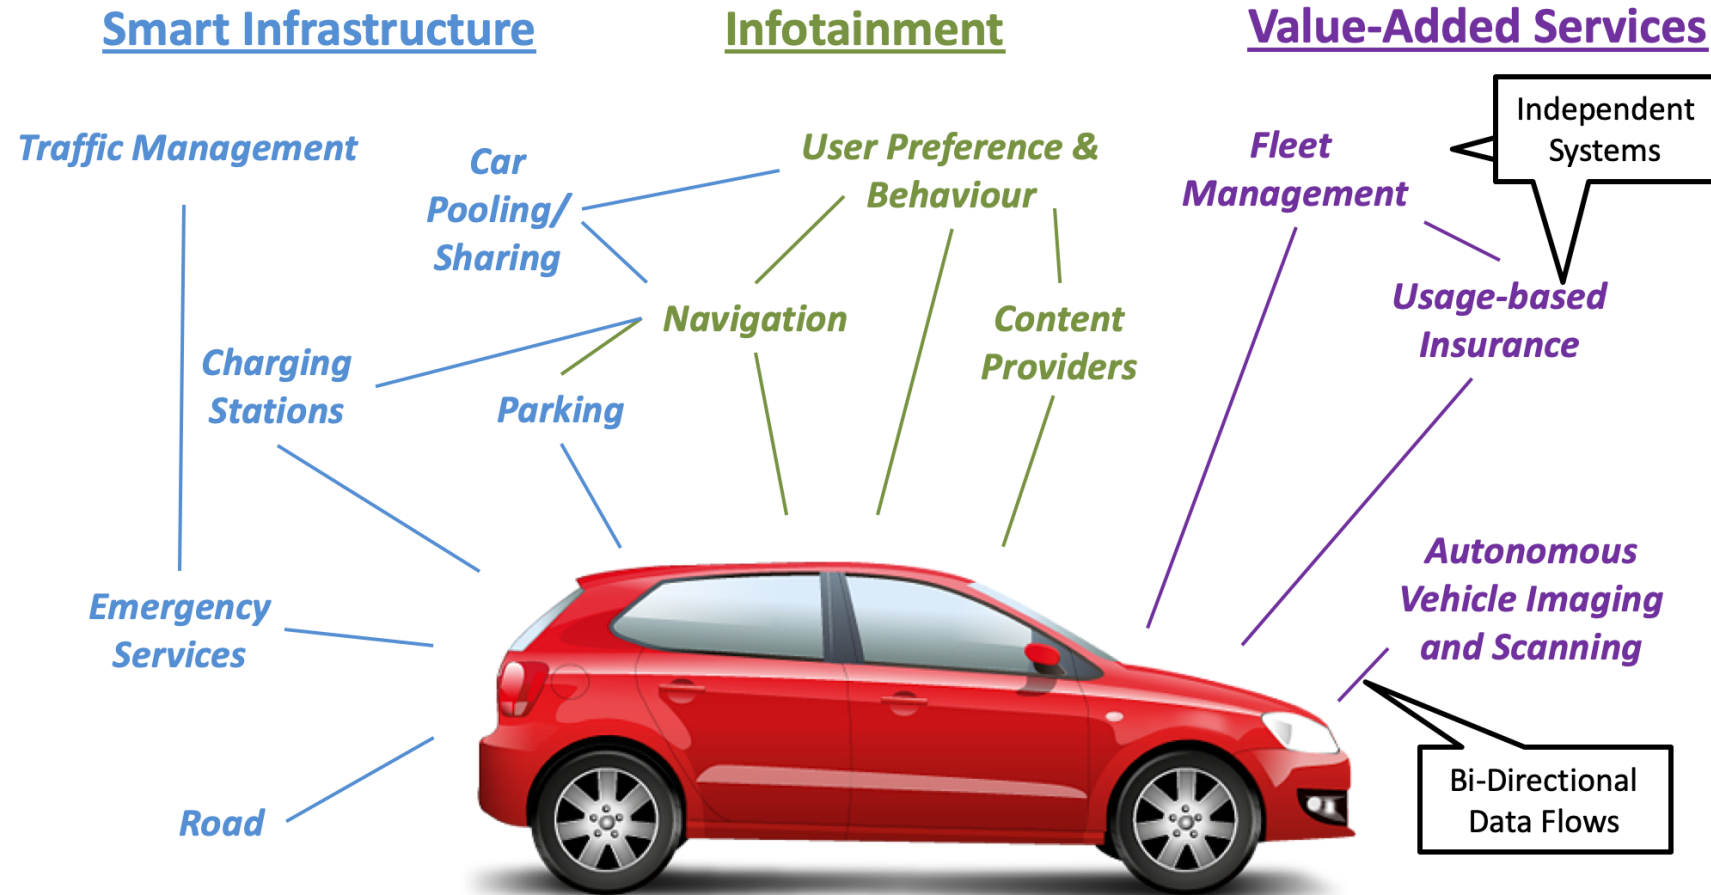 Smart Infrastructure
Infotainment
Value-Added Services
Independent
Systems
Traffic Management
Car
Pooling/
Sharing
User Preference &
Behaviour
Fleet
Management
Navigation
Content
Providers
Usage-based
Insurance
Charging
Stations
Parking
Emergency
Services
Autonomous
Vehicle Imaging
and Scanning
Road
Bi-Directional
Data Flows